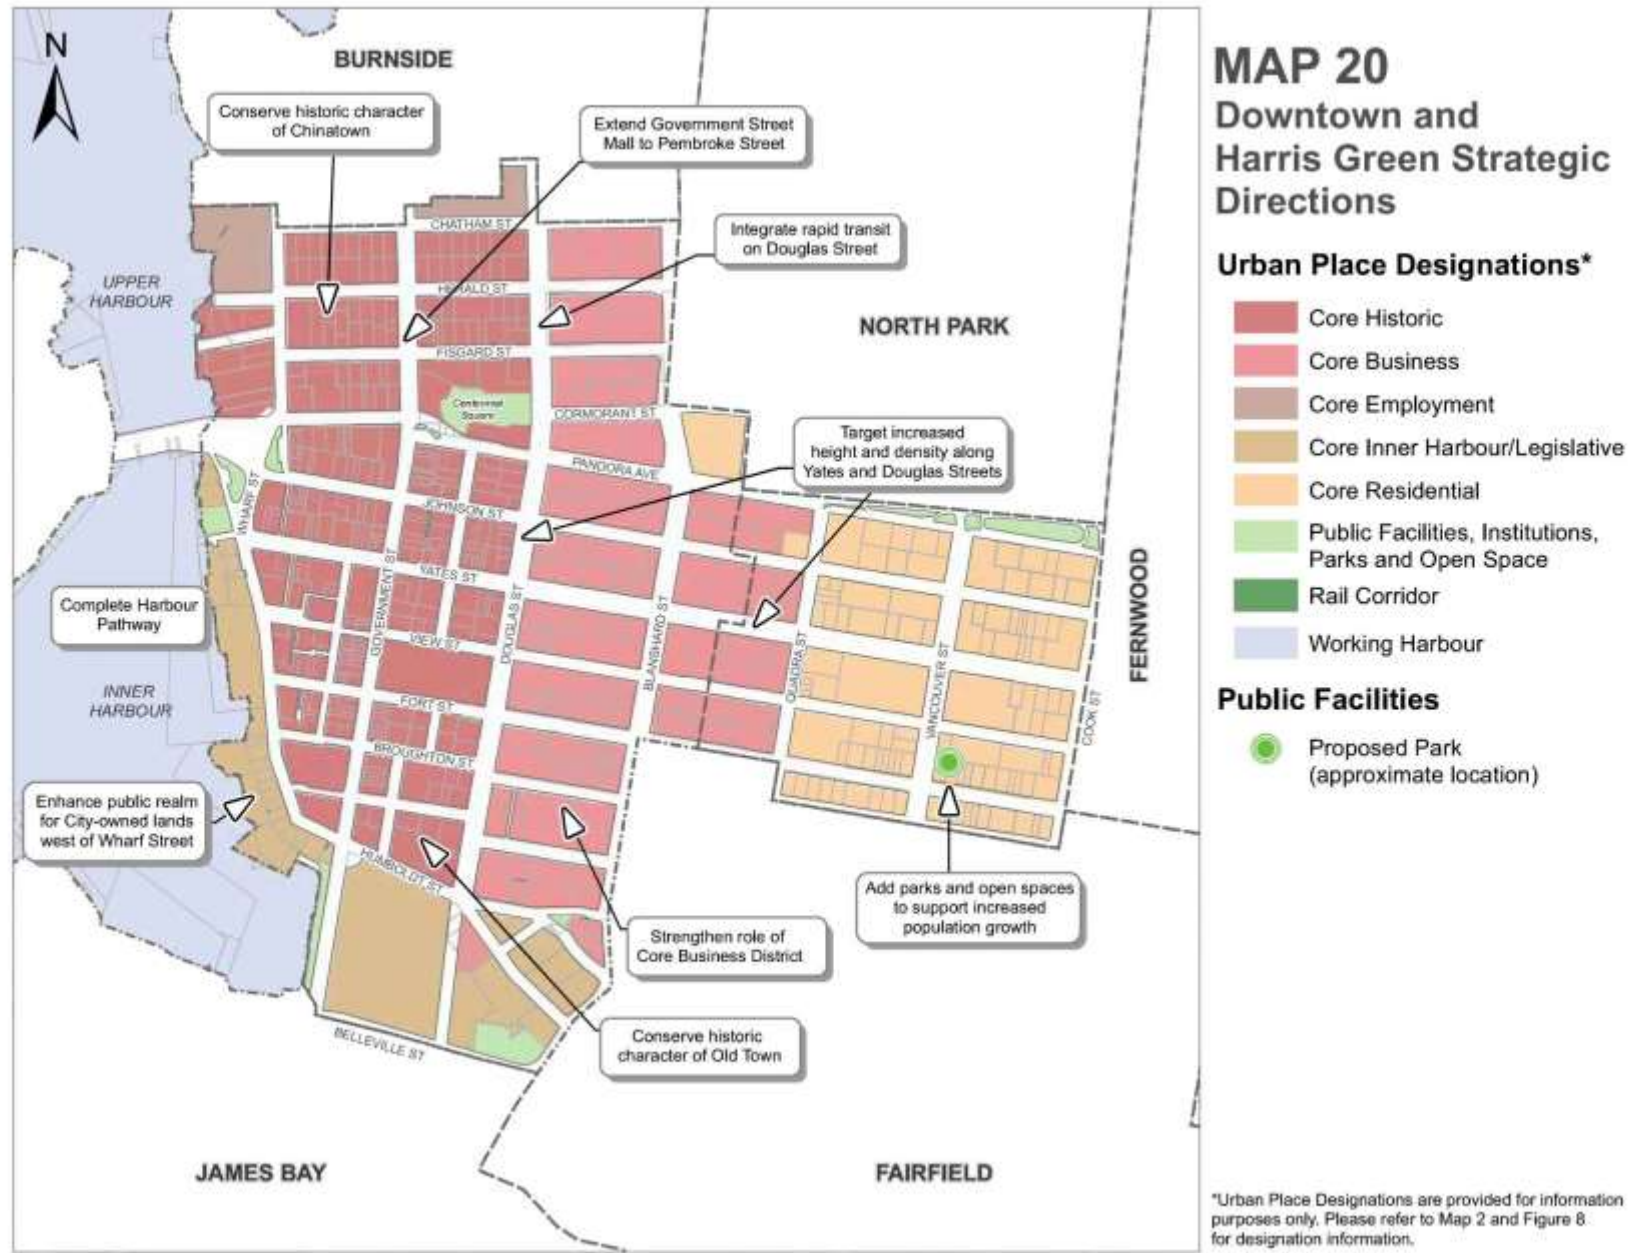 N
BURNSIDE
Conserve historic character
of Chinatown
Extend Government Street
Mall to Pembroke Street
CHATHAM ST
Integrate rapid transit
on Douglas Street
UPPER
HARBOUR
HERALD ST
NORTH PARK
FISGARD ST
Centennial
Square
CORMORANT ST
Target increased
height and density along
Yates and Douglas Streets
PANDORA AVE
WHARF ST
JOHNSON ST
YATES ST
GOVERNMENT ST
DOUGLAS ST
BLANSHARD ST
QUADRA ST
VANCOUVER ST
COOK ST
FERNWOOD
Complete Harbour
Pathway
VIEW ST
INNER
HARBOUR
FORT ST
BROUGHTON ST
Enhance public realm
for City-owned lands
west of Wharf Street
HUMBOLDT ST
Add parks and open spaces
to support increased
population growth
Strengthen role of
Core Business District
Conserve historic
character of Old Town
BELLEVILLE ST
JAMES BAY
FAIRFIELD
MAP 20
Downtown and
Harris Green Strategic
Directions
Urban Place Designations*
Core Historic
Core Business
Core Employment
Core Inner Harbour/Legislative
Core Residential
Public Facilities, Institutions,
Parks and Open Space
Rail Corridor
Working Harbour
Public Facilities
Proposed Park
(approximate location)
*Urban Place Designations are provided for information
purposes only. Please refer to Map 2 and Figure 8
for designation information.